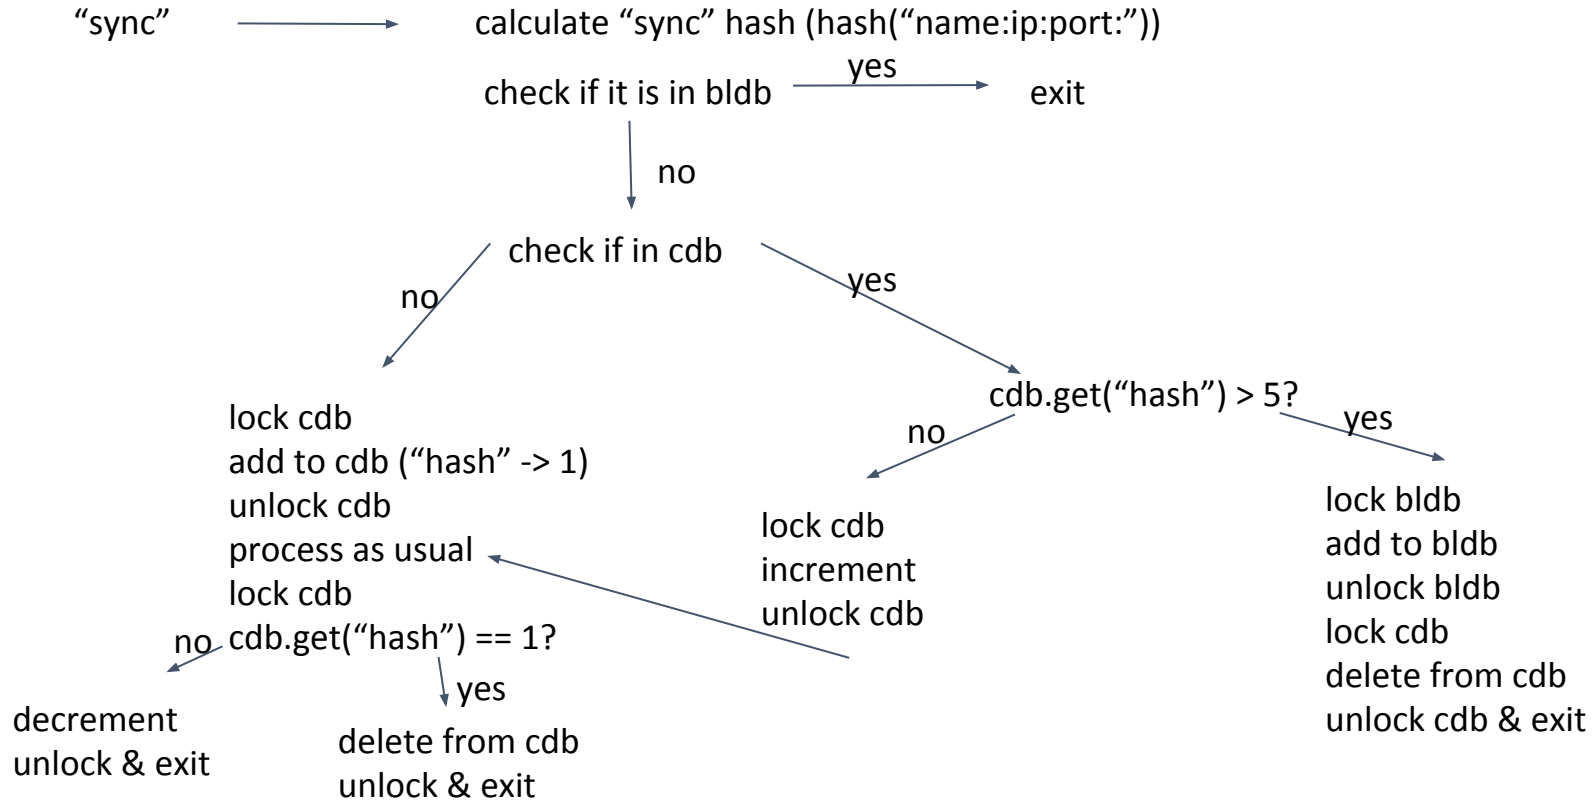 “sync”
calculate “sync” hash (hash(“name:ip:port:”))
check if it is in bldb
yes
exit
no
check if in cdb
no
yes
cdb.get(“hash”) > 5?
no
yes
lock cdb
add to cdb (“hash” -> 1)
unlock cdb
process as usual
lock cdb
cdb.get(“hash”) == 1?
no
yes
decrement
unlock & exit
delete from cdb
unlock & exit
lock cdb
increment
unlock cdb
lock bldb
add to bldb
unlock bldb
lock cdb
delete from cdb
unlock cdb & exit